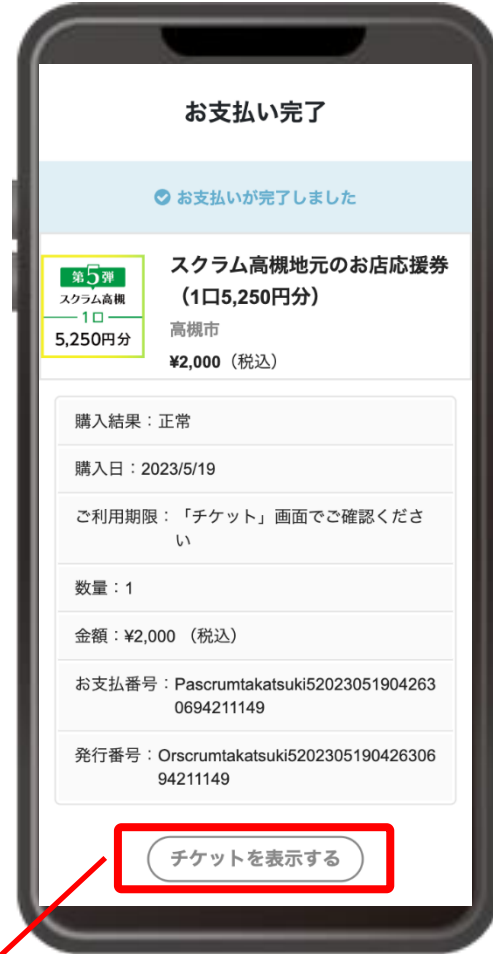 お支払い完了
お支払いが完了しました
第5弾
スクラム高槻
1口
5,250円分
スクラム高槻地元のお店応援券
（1口5,250円分）
高槻市
¥2,000（税込）
購入結果：正常
購入日：2023/5/19
ご利用期限：「チケット」画面でご確認くださ
い
数量：1
金額：¥2,000 （税込）
お支払番号：Pascrumtakatsuki52023051904263
0694211149
発行番号：Orscrumtakatsuki5202305190426306
94211149
チケットを表示する